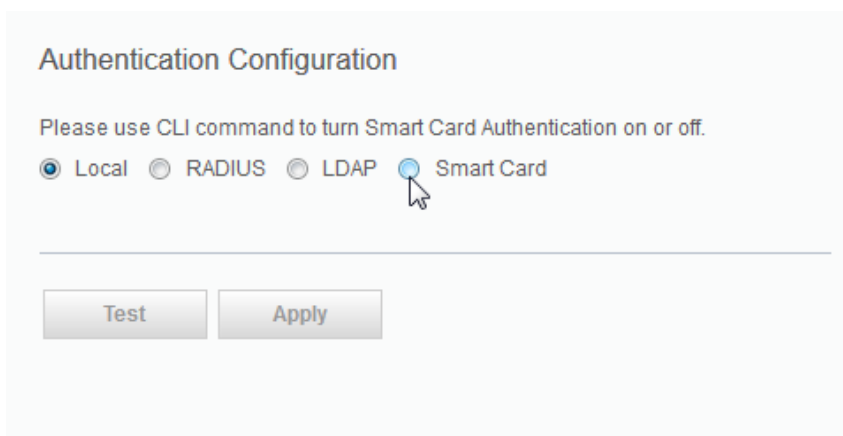 Authentication Configuration
Please use CLI command to turn Smart Card Authentication on or off.
Local RADIUS LDAP Smart Card
Test Apply